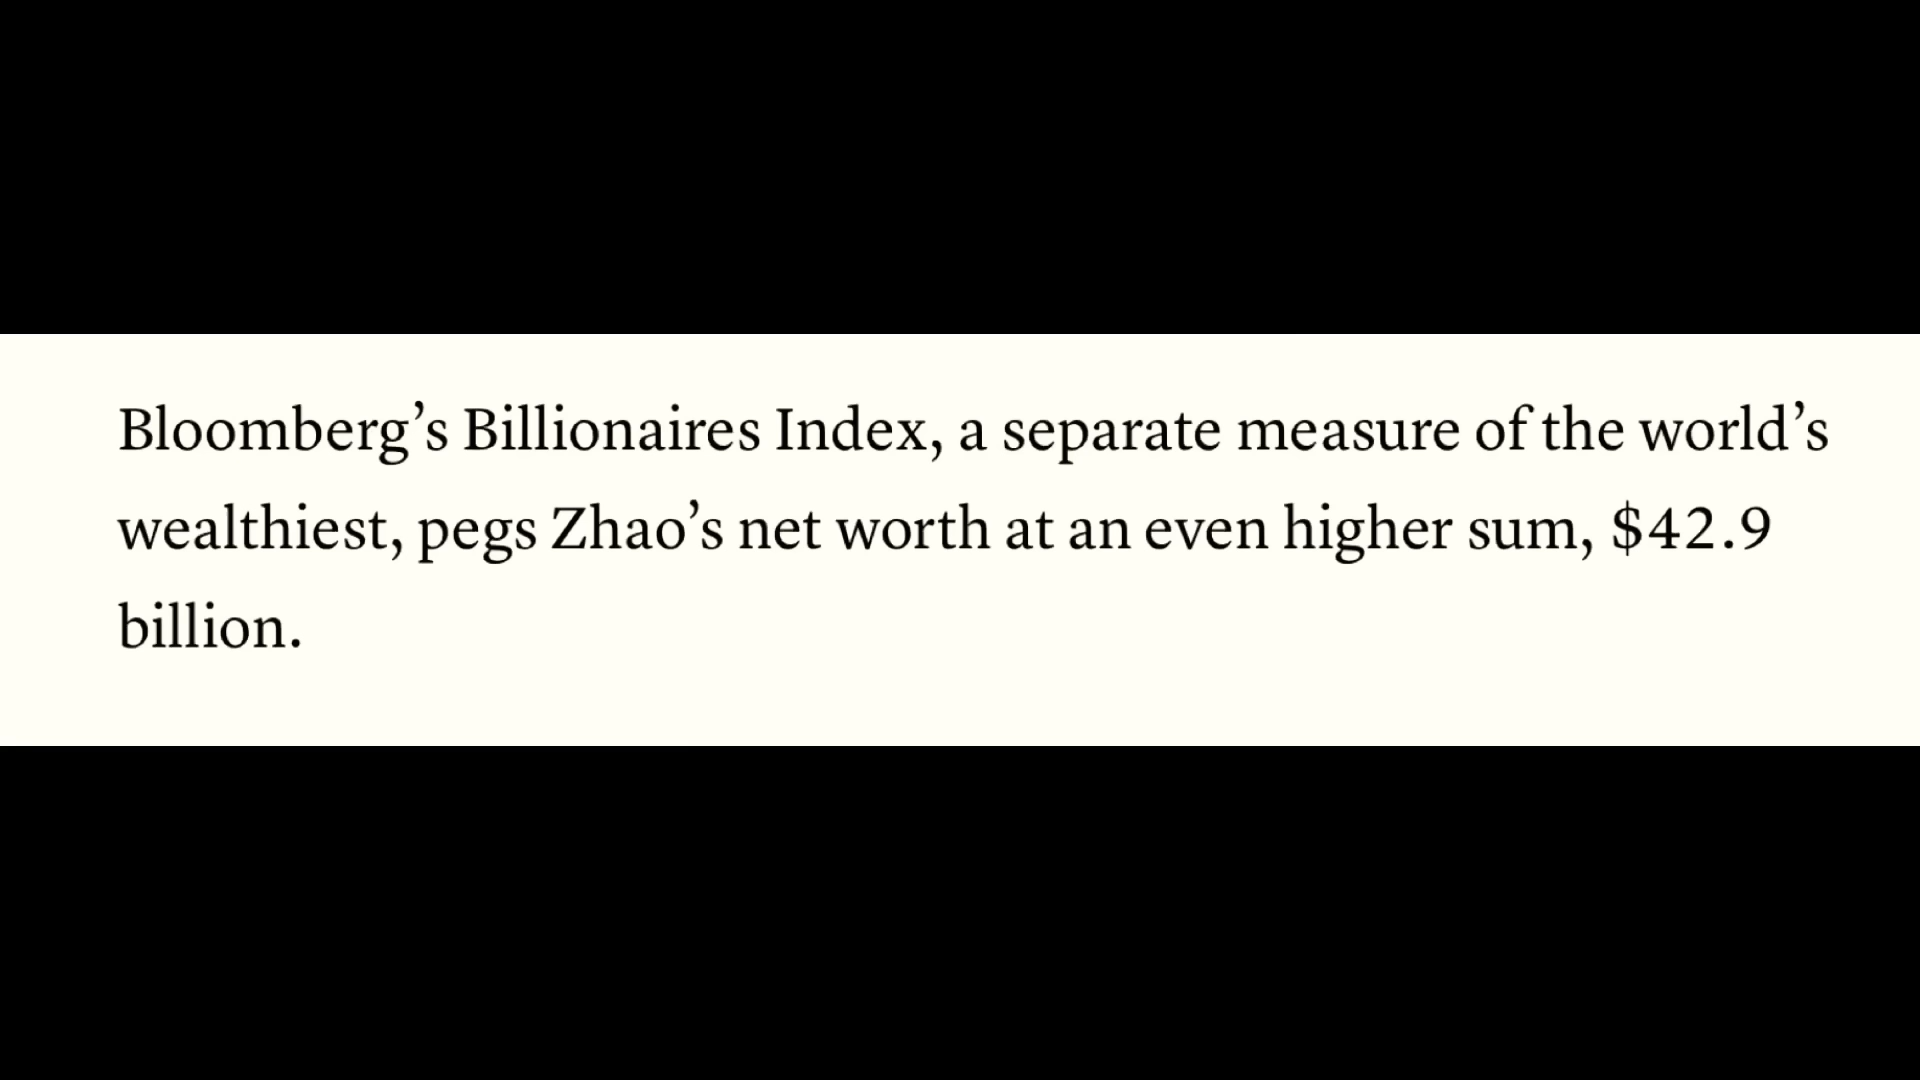 Bloomberg’s Billionaires Index, a separate measure of the world’s
wealthiest, pegs Zhao’s net worth at an even higher sum, $42.9
billion.